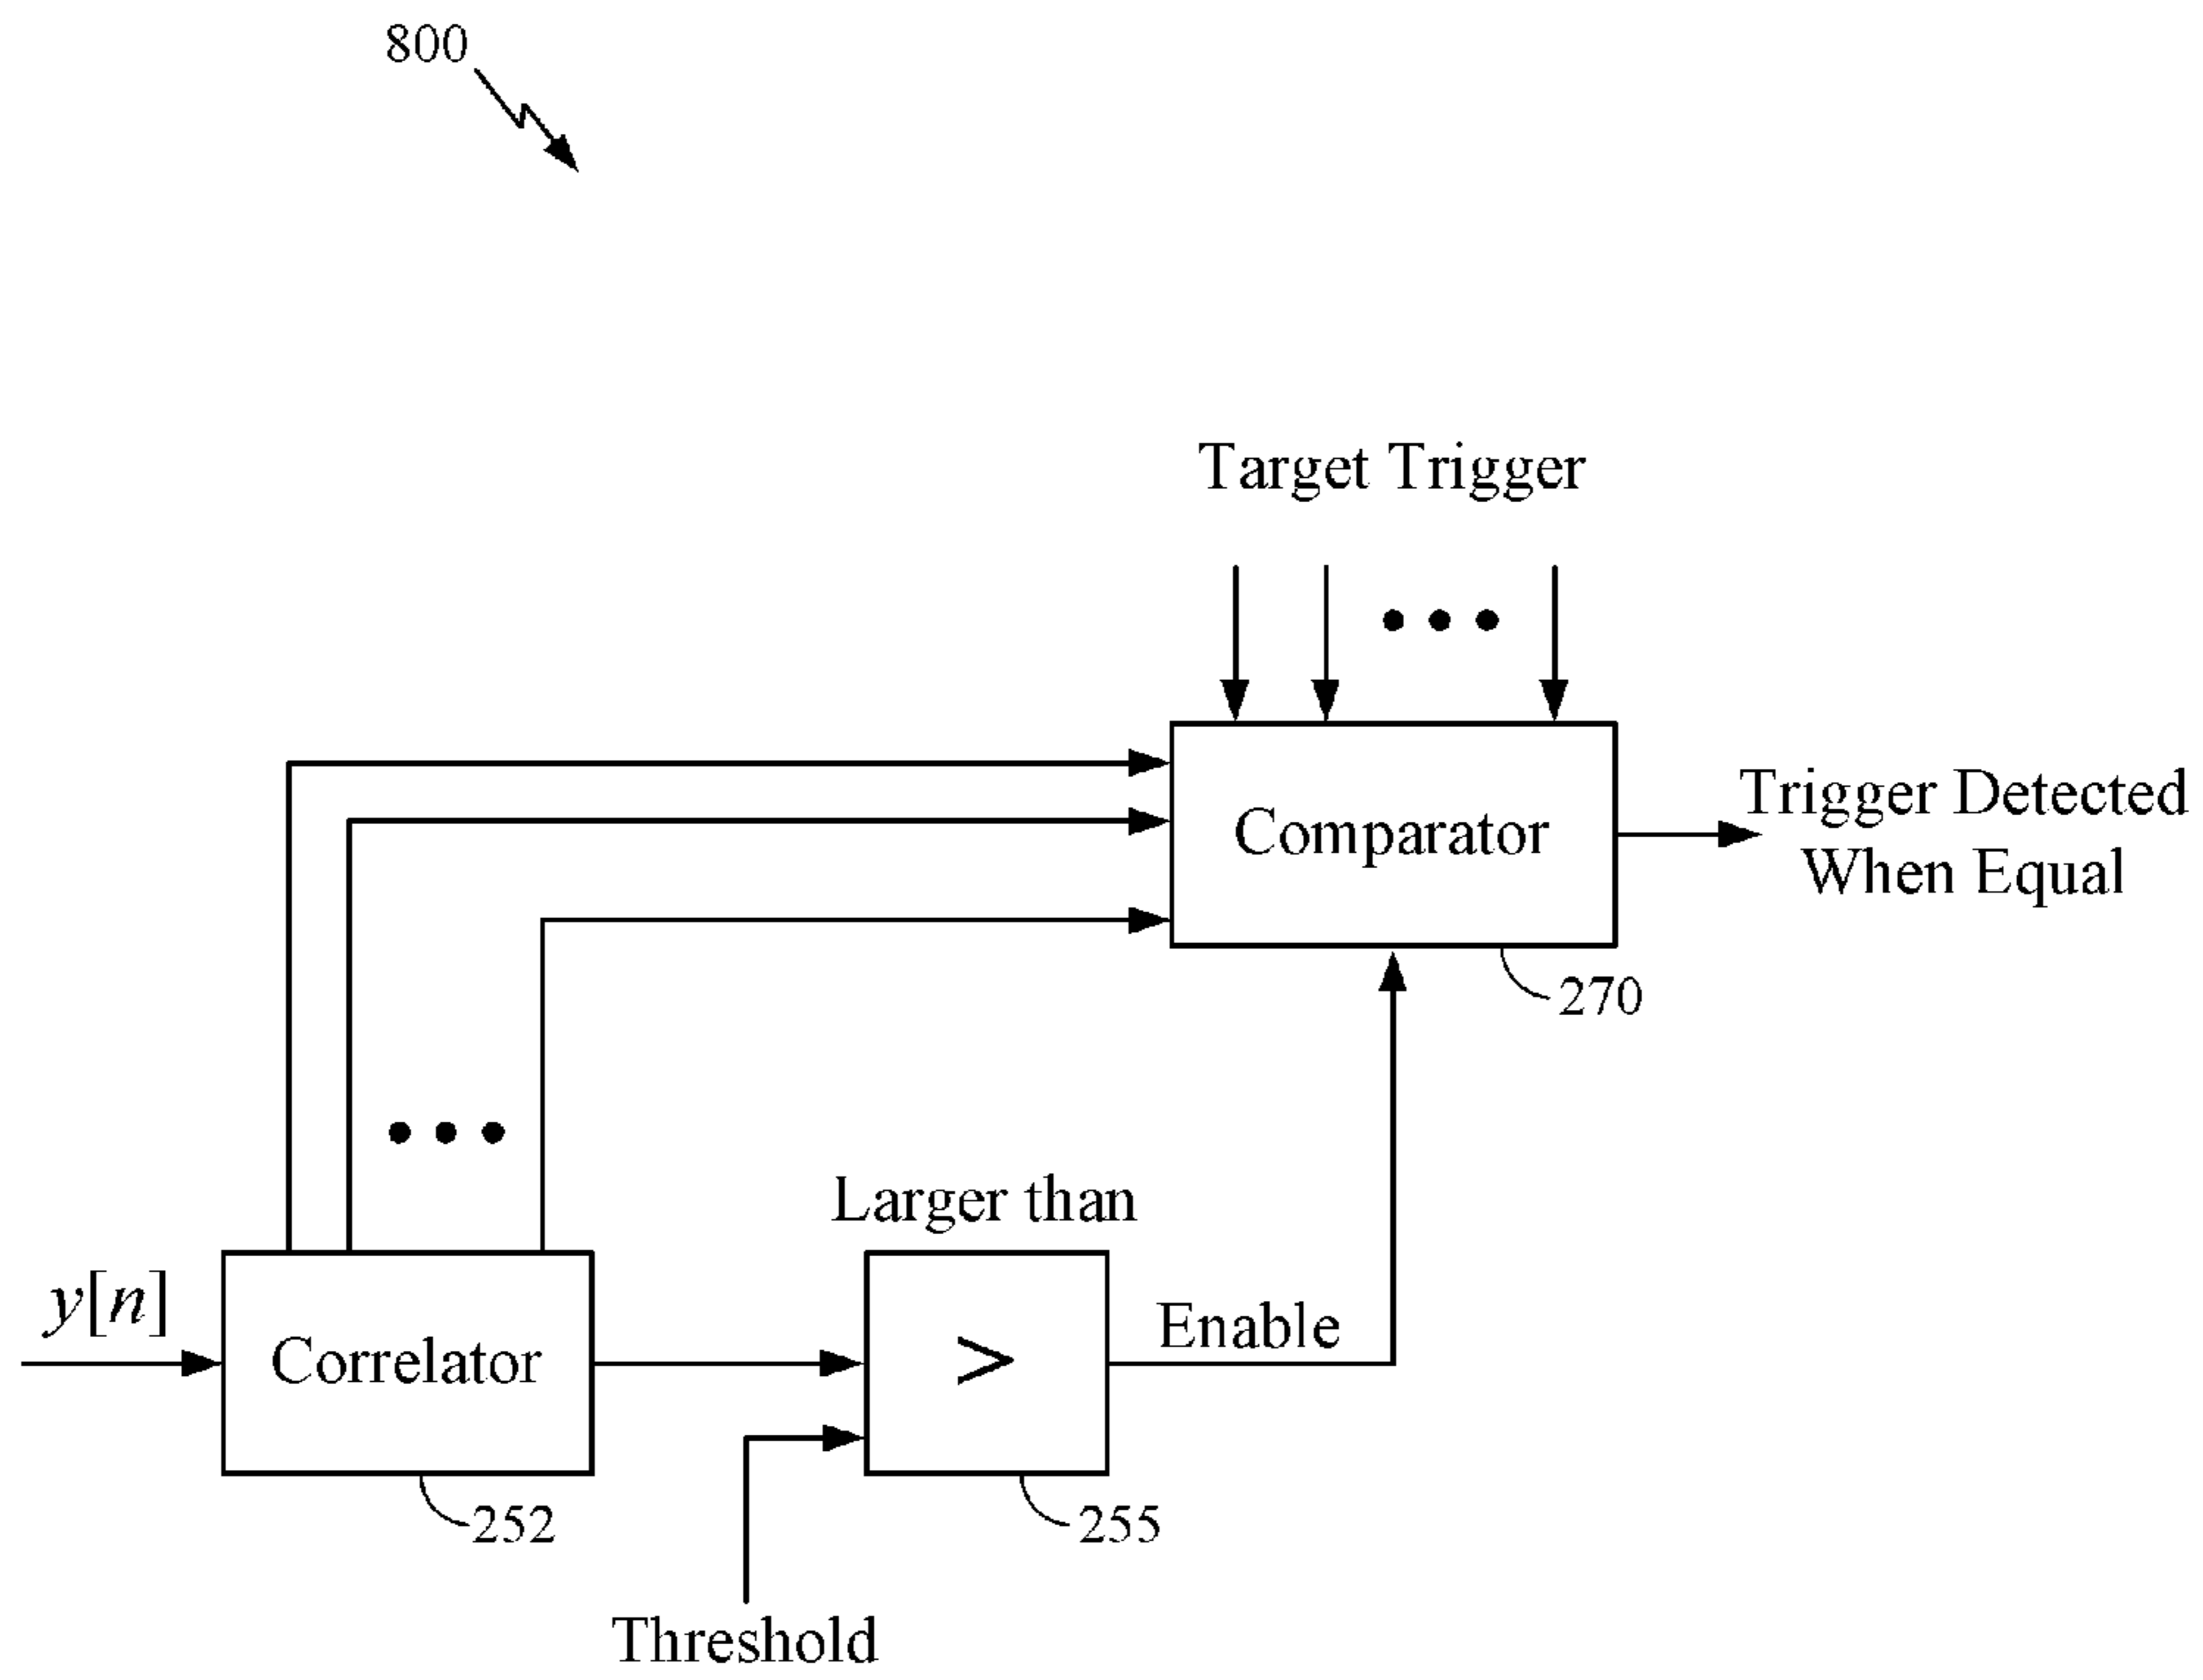 800
Target Trigger
Comparator
Trigger Detected
When Equal
270
Larger than
y[n]
Correlator
>
Enable
252
255
Threshold